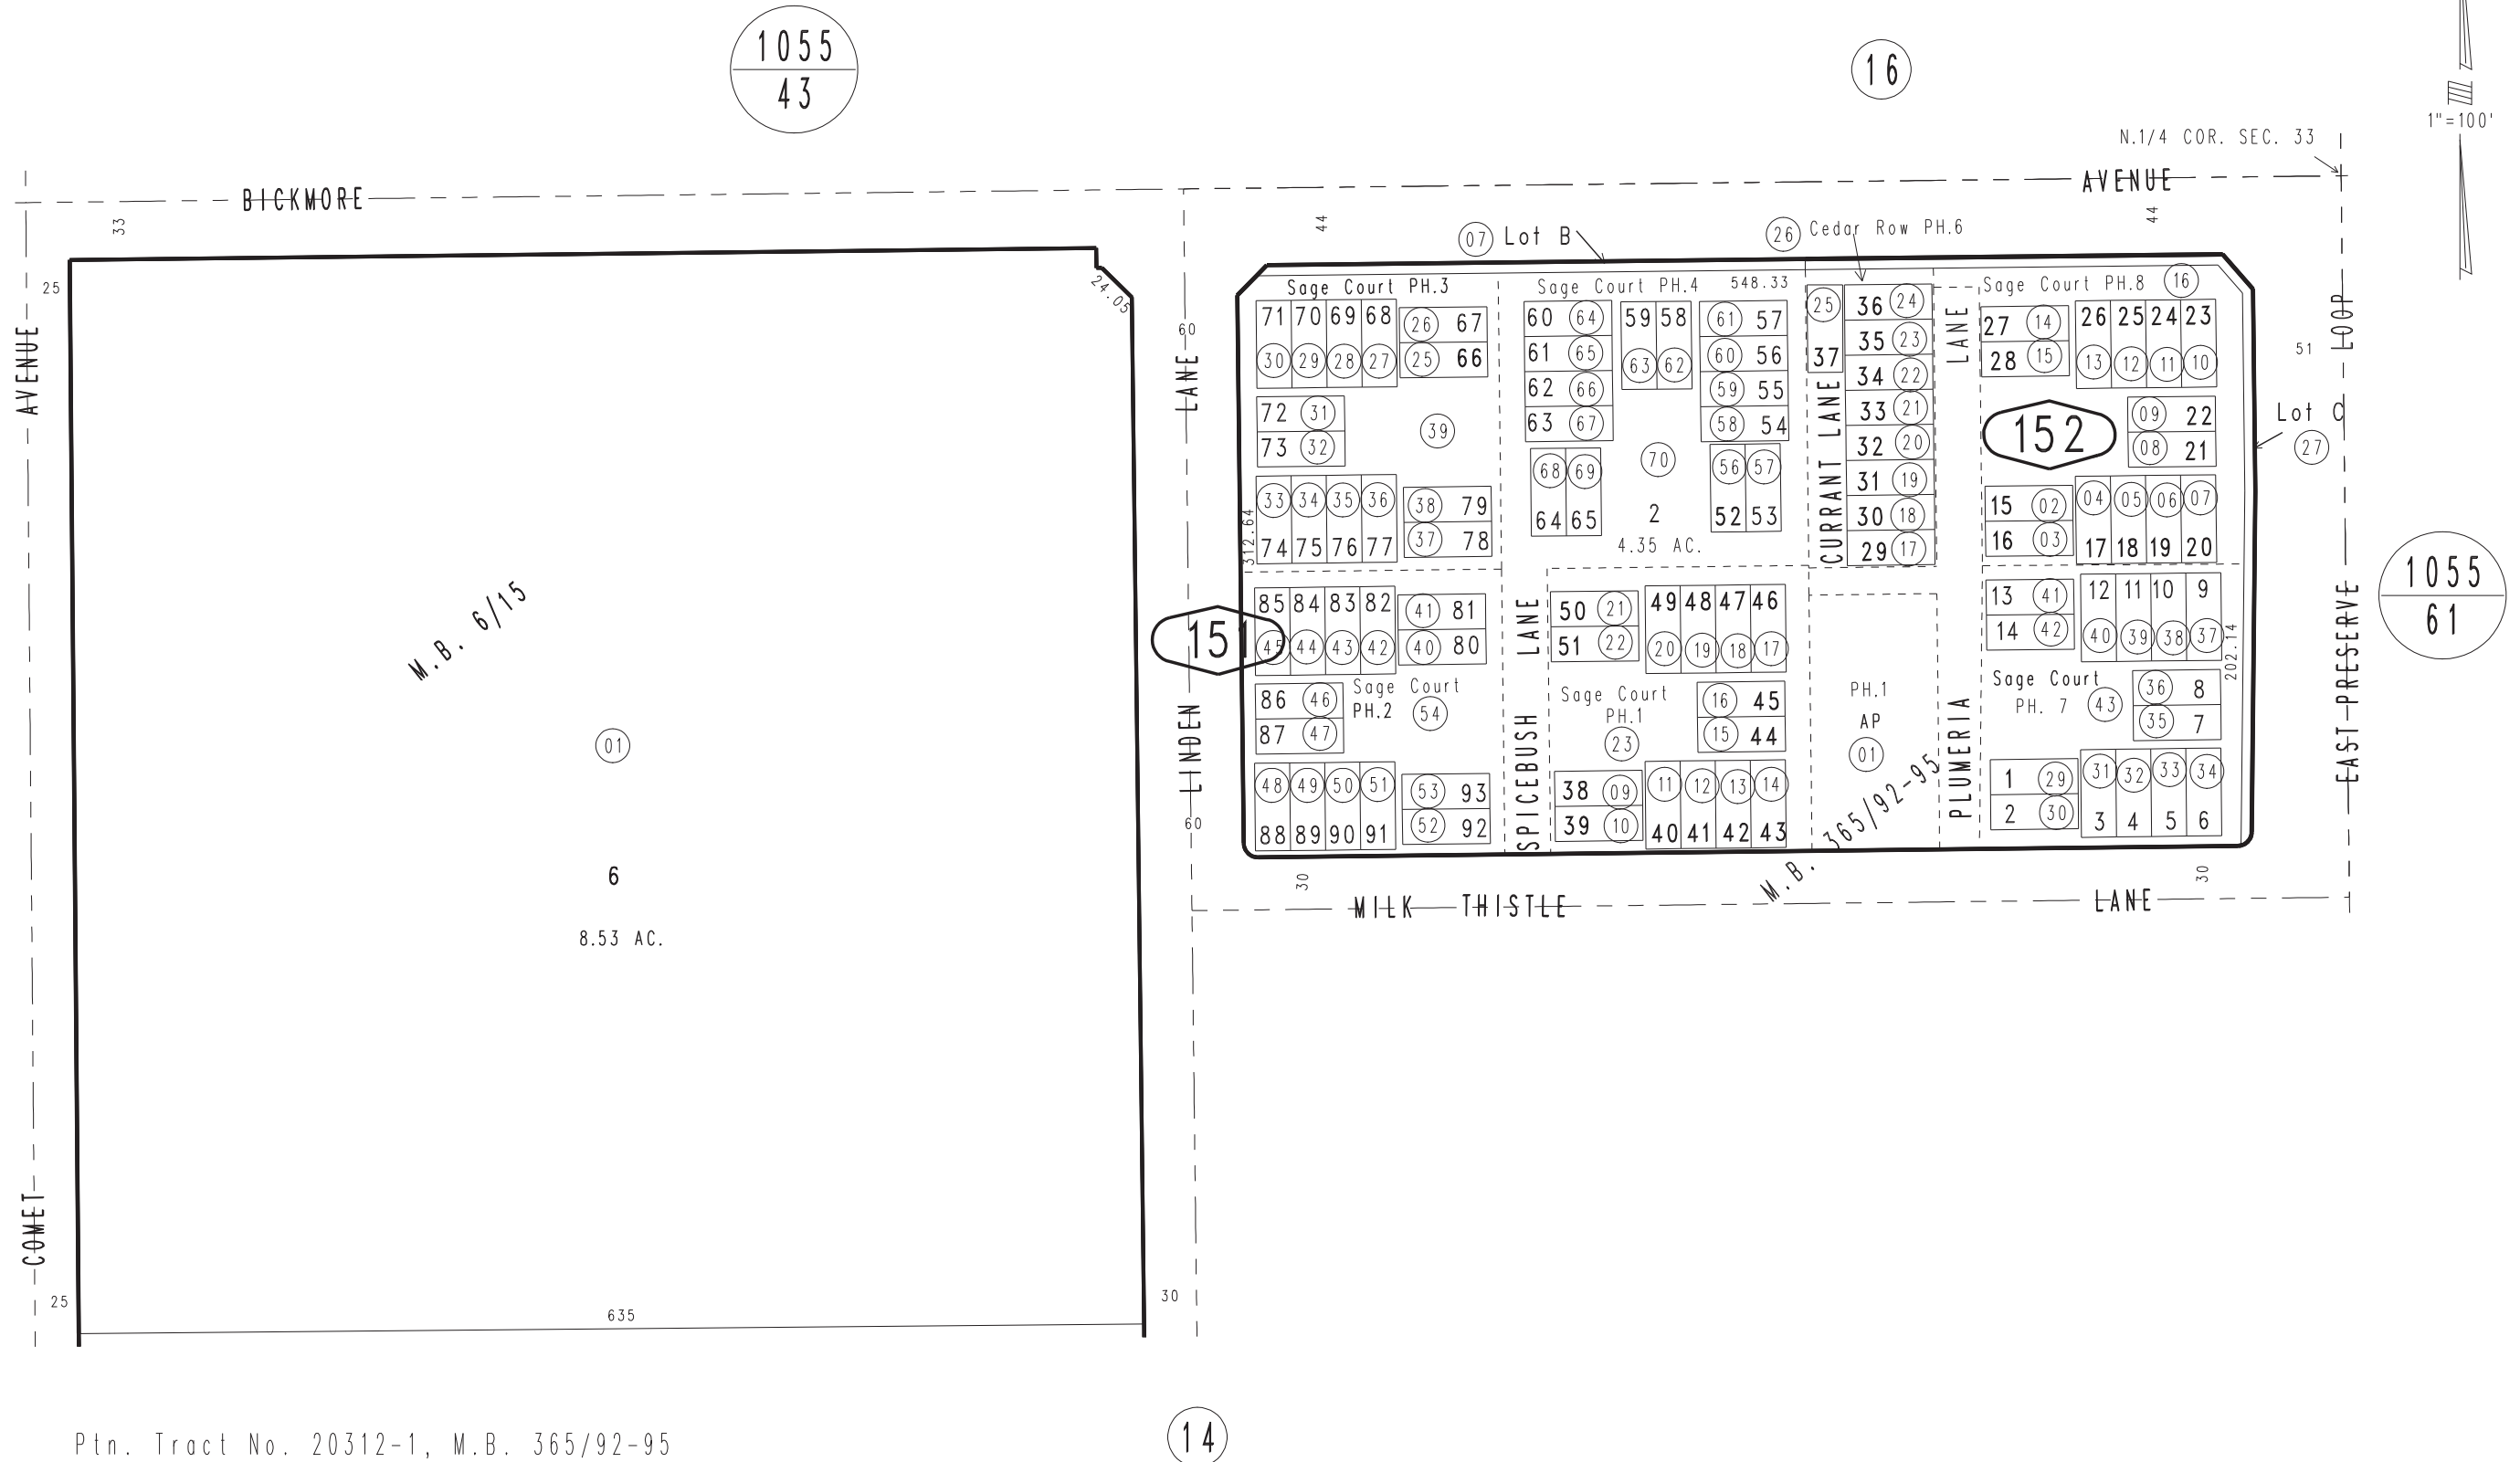 1055
43
16
1"=100'
N.1/4 COR. SEC. 33
BICKMORE
AVENUE
33
44
44
07 Lot B
26 Cedar Row PH.6
25
24.05
60
51
AVENUE
LANE
LANE
LOOP
Sage Court PH.3
Sage Court PH.4 548.33
Sage Court PH.8 16
71 70 69 68
30 29 28 27
26 67
25 66
72 31
73 32
39
33 34 35 36
74 75 76 77
38 79
37 78
312.64
60 64
61 65
62 66
63 67
59 58
63 62
61 57
60 56
59 55
58 54
68 69
64 65
70
2
4.35 AC.
56 57
52 53
25
37
CURRANT LANE
36 24
35 23
34 22
33 21
32 20
31 19
30 18
29 17
27 14
28 15
26 25 24 23
13 12 11 10
152
09 22
08 21
Lot C
27
15 02
16 03
04 05 06 07
17 18 19 20
1055
61
M.B. 6/15
151
85 84 83 82
45 44 43 42
41 81
40 80
86 46
87 47
Sage Court
PH.2 54
48 49 50 51
88 89 90 91
53 93
52 92
SPICEBUSH LANE
50 21
51 22
49 48 47 46
20 19 18 17
Sage Court
PH.1
23
16 45
15 44
38 09
39 10
11 12 13 14
40 41 42 43
PH.1
AP
01
M.B. 365/92-95
PLUMERIA
13 41
14 42
12 11 10 9
40 39 38 37
202.14
Sage Court
PH. 7 43
36 8
35 7
1 29
2 30
31 32 33 34
3 4 5 6
EAST PRESERVE
LINDEN
60
01
6
8.53 AC.
30
30
MILK THISTLE
LANE
COMET
25
635
30
14
Ptn. Tract No. 20312-1, M.B. 365/92-95